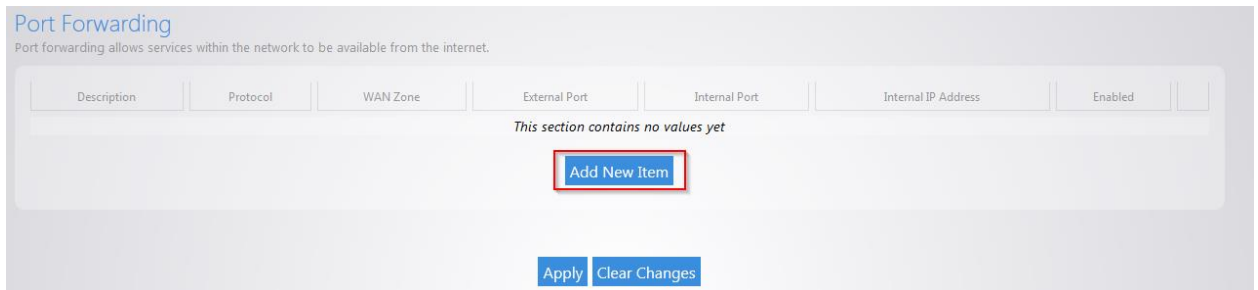 Port Forwarding
Port forwarding allows services within the network to be available from the internet.
Description Protocol WAN Zone External Port Internal Port Internal IP Address Enabled
This section contains no values yet
Add New Item
Apply Clear Changes